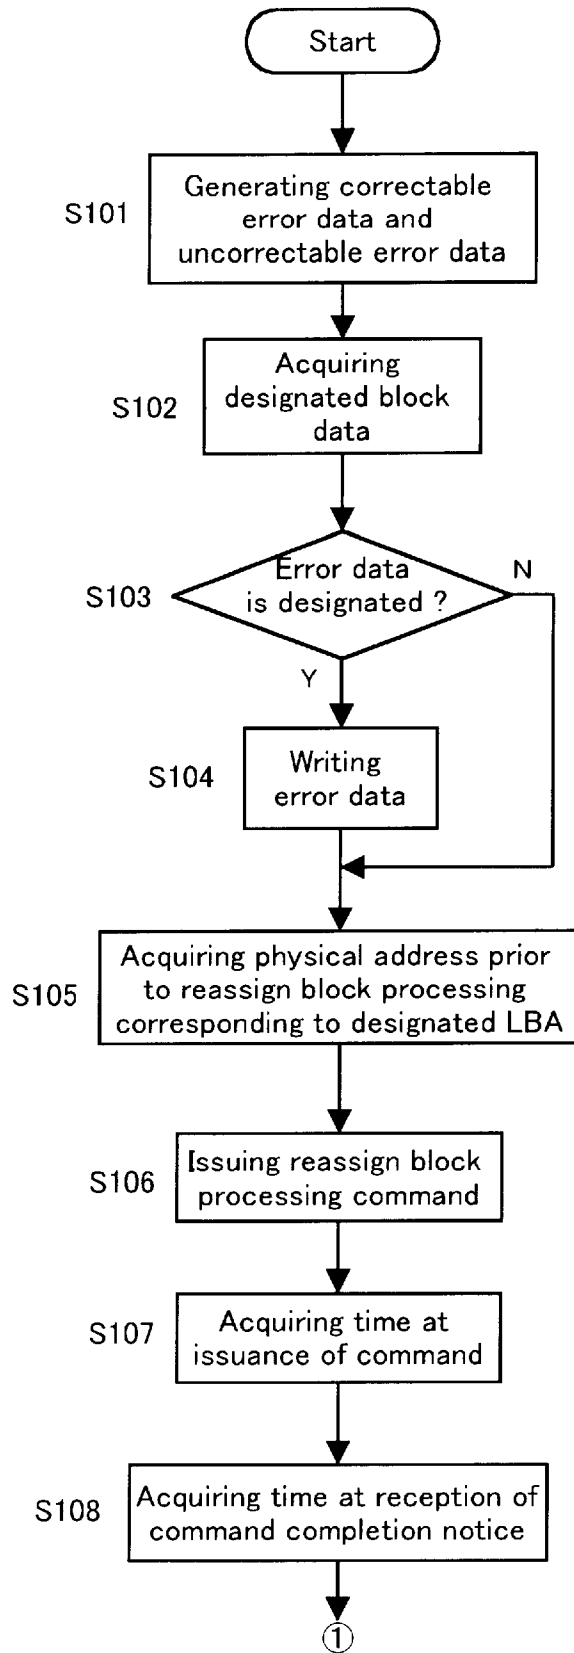 Start
S101
Generating correctable
error data and
uncorrectable error data
S102
Acquiring
designated block
data
S103
Error data
is designated ?
N
Y
S104
Writing
error data
S105
Acquiring physical address prior
to reassign block processing
corresponding to designated LBA
S106
Issuing reassign block
processing command
S107
Acquiring time at
issuance of command
S108
Acquiring time at reception of
command completion notice
①